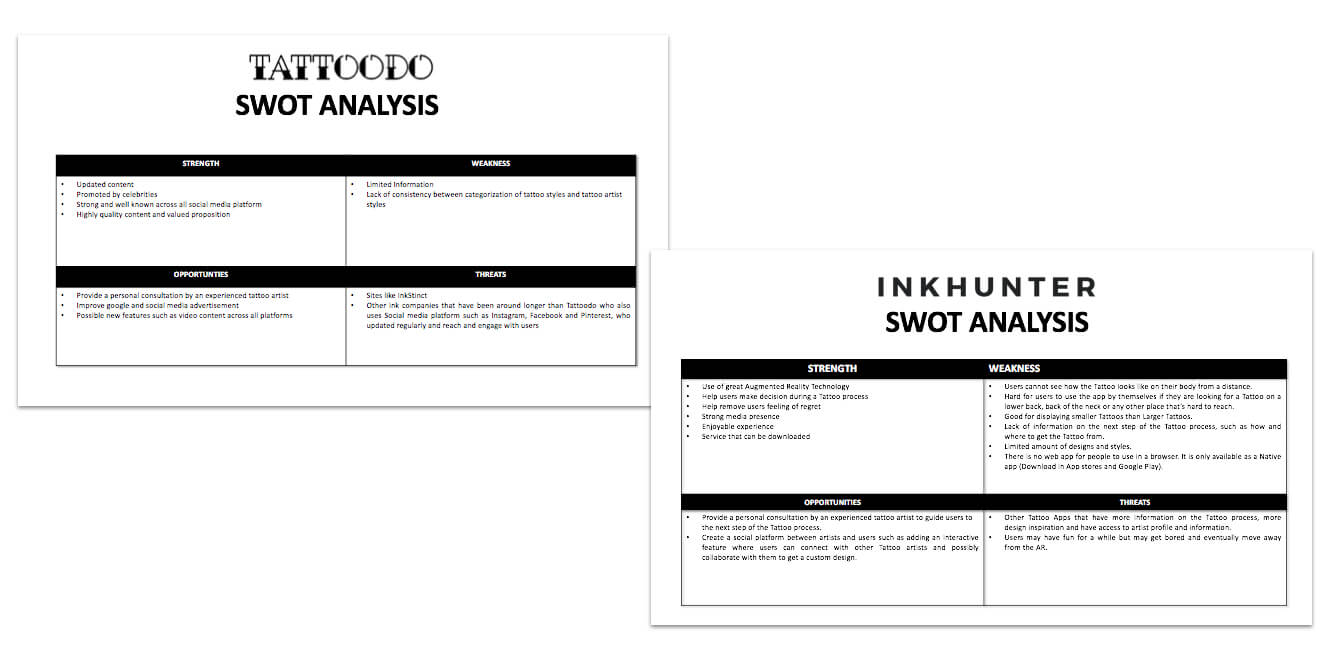 TATTOODO
SWOT ANALYSIS
STRENGTH
• Updated content
• Promoted by celebrities
• Strong and well known across all social media platform
• Highly quality content and valued proposition
WEAKNESS
• Limited Information
• Lack of consistency between categorization of tattoo styles and tattoo artist
styles
OPPORTUNTIES
• Provide a personal consultation by an experienced tattoo artist
• Improve google and social media advertisement
• Possible new features such as video content across all platforms
THREATS
• Sites like InkStinct
• Other ink companies that have been around longer than Tattoodo who also
uses Social media platform such as Instagram, Facebook and Pinterest, who
updated regularly and reach and engage with users
INKHUNTER
SWOT ANALYSIS
STRENGTH
• Use of great Augmented Reality Technology
• Help users make decision during a Tattoo process
• Help remove users feeling of regret
• Strong media presence
• Enjoyable experience
• Service that can be downloaded
WEAKNESS
• Users cannot see how the Tattoo looks like on their body from a distance.
• Hard for users to use the app by themselves if they are looking for a Tattoo on a
lower back, back of the neck or any other place that's hard to reach.
• Good for displaying smaller Tattoos than Larger Tattoos.
• Lack of information on the next step of the Tattoo process, such as how and
where to get the Tattoo from.
• Limited amount of designs and styles.
• There is no web app for people to use in a browser. It is only available as a Native
app (Download in App stores and Google Play).
OPPORTUNITIES
• Provide a personal consultation by an experienced tattoo artist to guide users to
the next step of the Tattoo process.
• Create a social platform between artists and users such as adding an interactive
feature where users can connect with other Tattoo artists and possibly
collaborate with them to get a custom design.
THREATS
• Other Tattoo Apps that have more information on the Tattoo process, more
design inspiration and have access to artist profile and information.
• Users may have fun for a while but may get bored and eventually move away
from the AR.